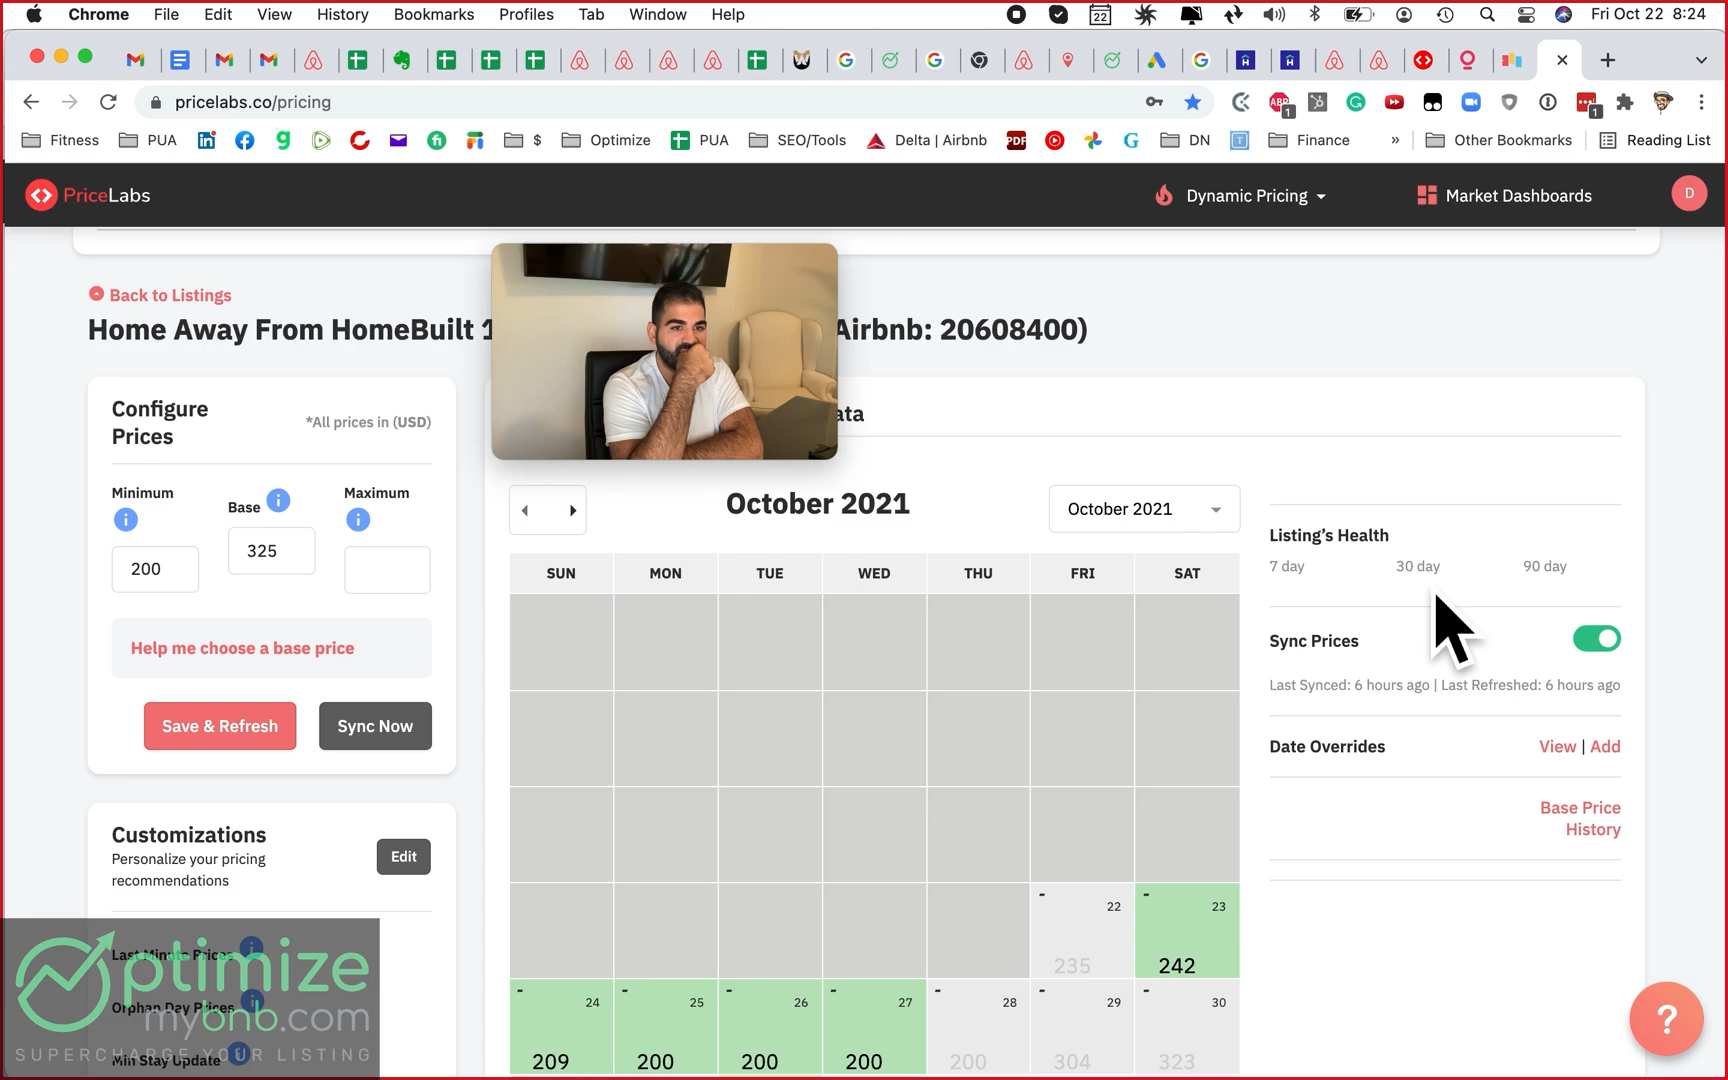 Chrome File Edit View History Bookmarks Profiles Tab Window Help 22 Fri Oct 22 8:24
pricelabs.co/pricing
ABP 1 1
Fitness PUA $ Optimize PUA SEO/Tools Delta | Airbnb PDF DN T Finance » Other Bookmarks Reading List
PriceLabs Dynamic Pricing Market Dashboards D
Back to Listings
Home Away From HomeBuilt 1 Airbnb: 20608400)
Configure
Prices
*All prices in (USD)
Minimum
Base
Maximum
200
325
Help me choose a base price
Save & Refresh
Sync Now
Customizations
Personalize your pricing
recommendations
Edit
Last Minute Prices
Orphan Day Prices
Min Stay Update
Optimize
mybnb.com
SUPERCHARGE YOUR LISTING
ata
October 2021
October 2021
SUN MON TUE WED THU FRI SAT
- 22 - 23
235 242
- 24 - 25 - 26 - 27 - 28 - 29 - 30
209 200 200 200 200 304 323
Listing's Health
7 day 30 day 90 day
Sync Prices
Last Synced: 6 hours ago | Last Refreshed: 6 hours ago
Date Overrides View | Add
Base Price
History
?